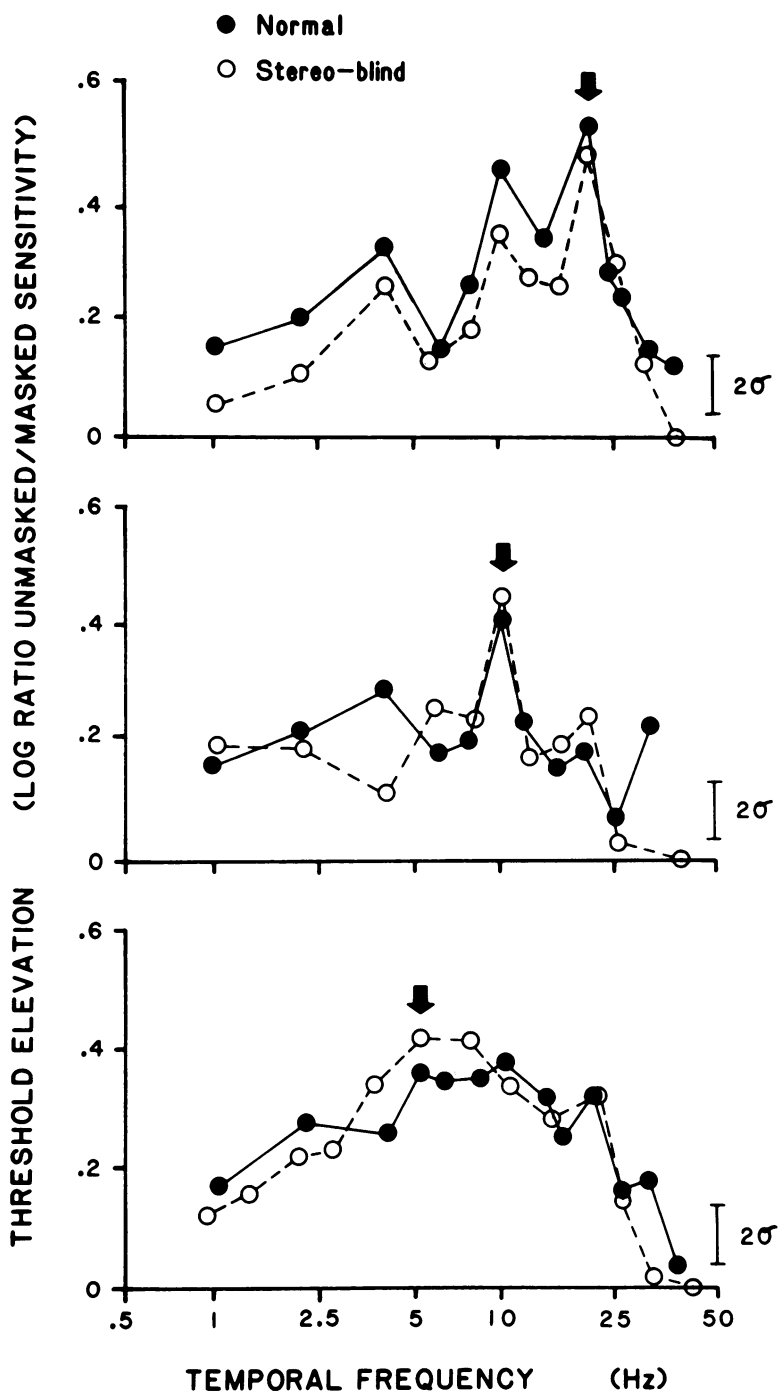 Normal
Stereo-blind
THRESHOLD ELEVATION (LOG RATIO UNMASKED/MASKED SENSITIVITY)
.6
.4
.2
0
2σ
.6
.4
.2
0
2σ
.6
.4
.2
0
2σ
.5 1 2.5 5 10 25 50
TEMPORAL FREQUENCY (Hz)